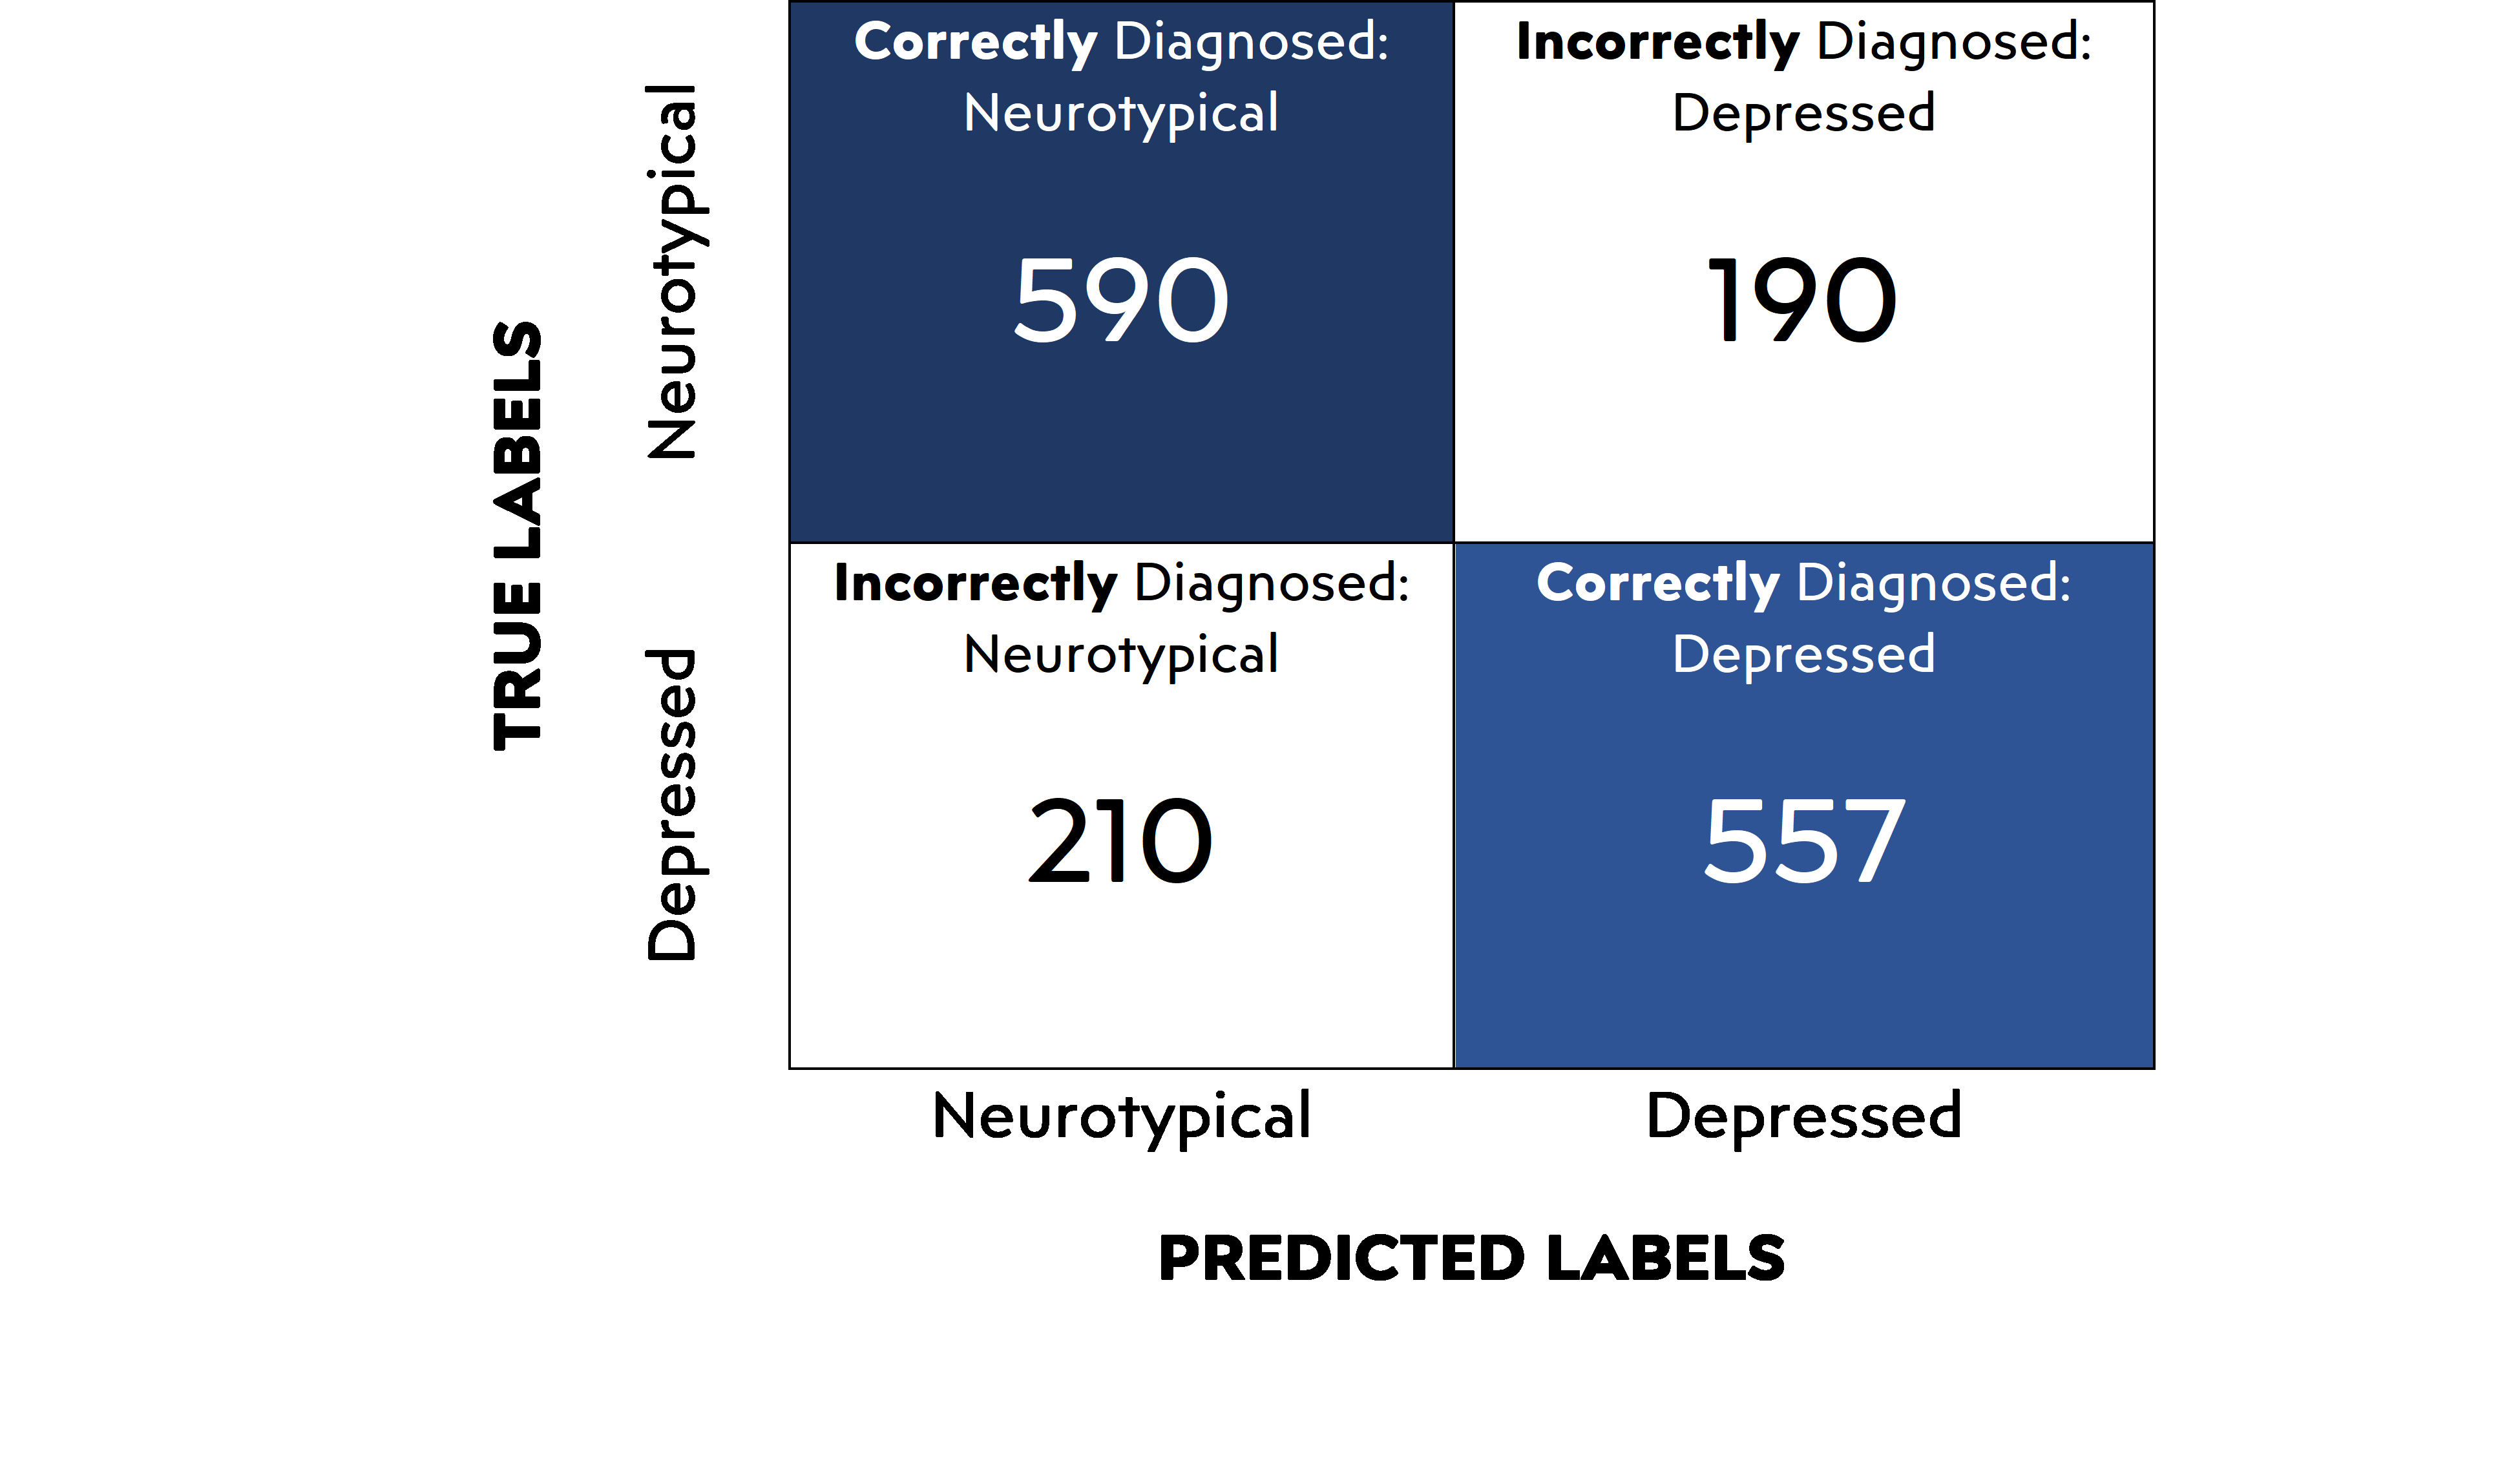 TRUE LABELS
Neurotypical
Correctly Diagnosed:
Neurotypical
590
Incorrectly Diagnosed:
Depressed
190
Depressed
Incorrectly Diagnosed:
Neurotypical
210
Correctly Diagnosed:
Depressed
557
Neurotypical
Depressed
PREDICTED LABELS